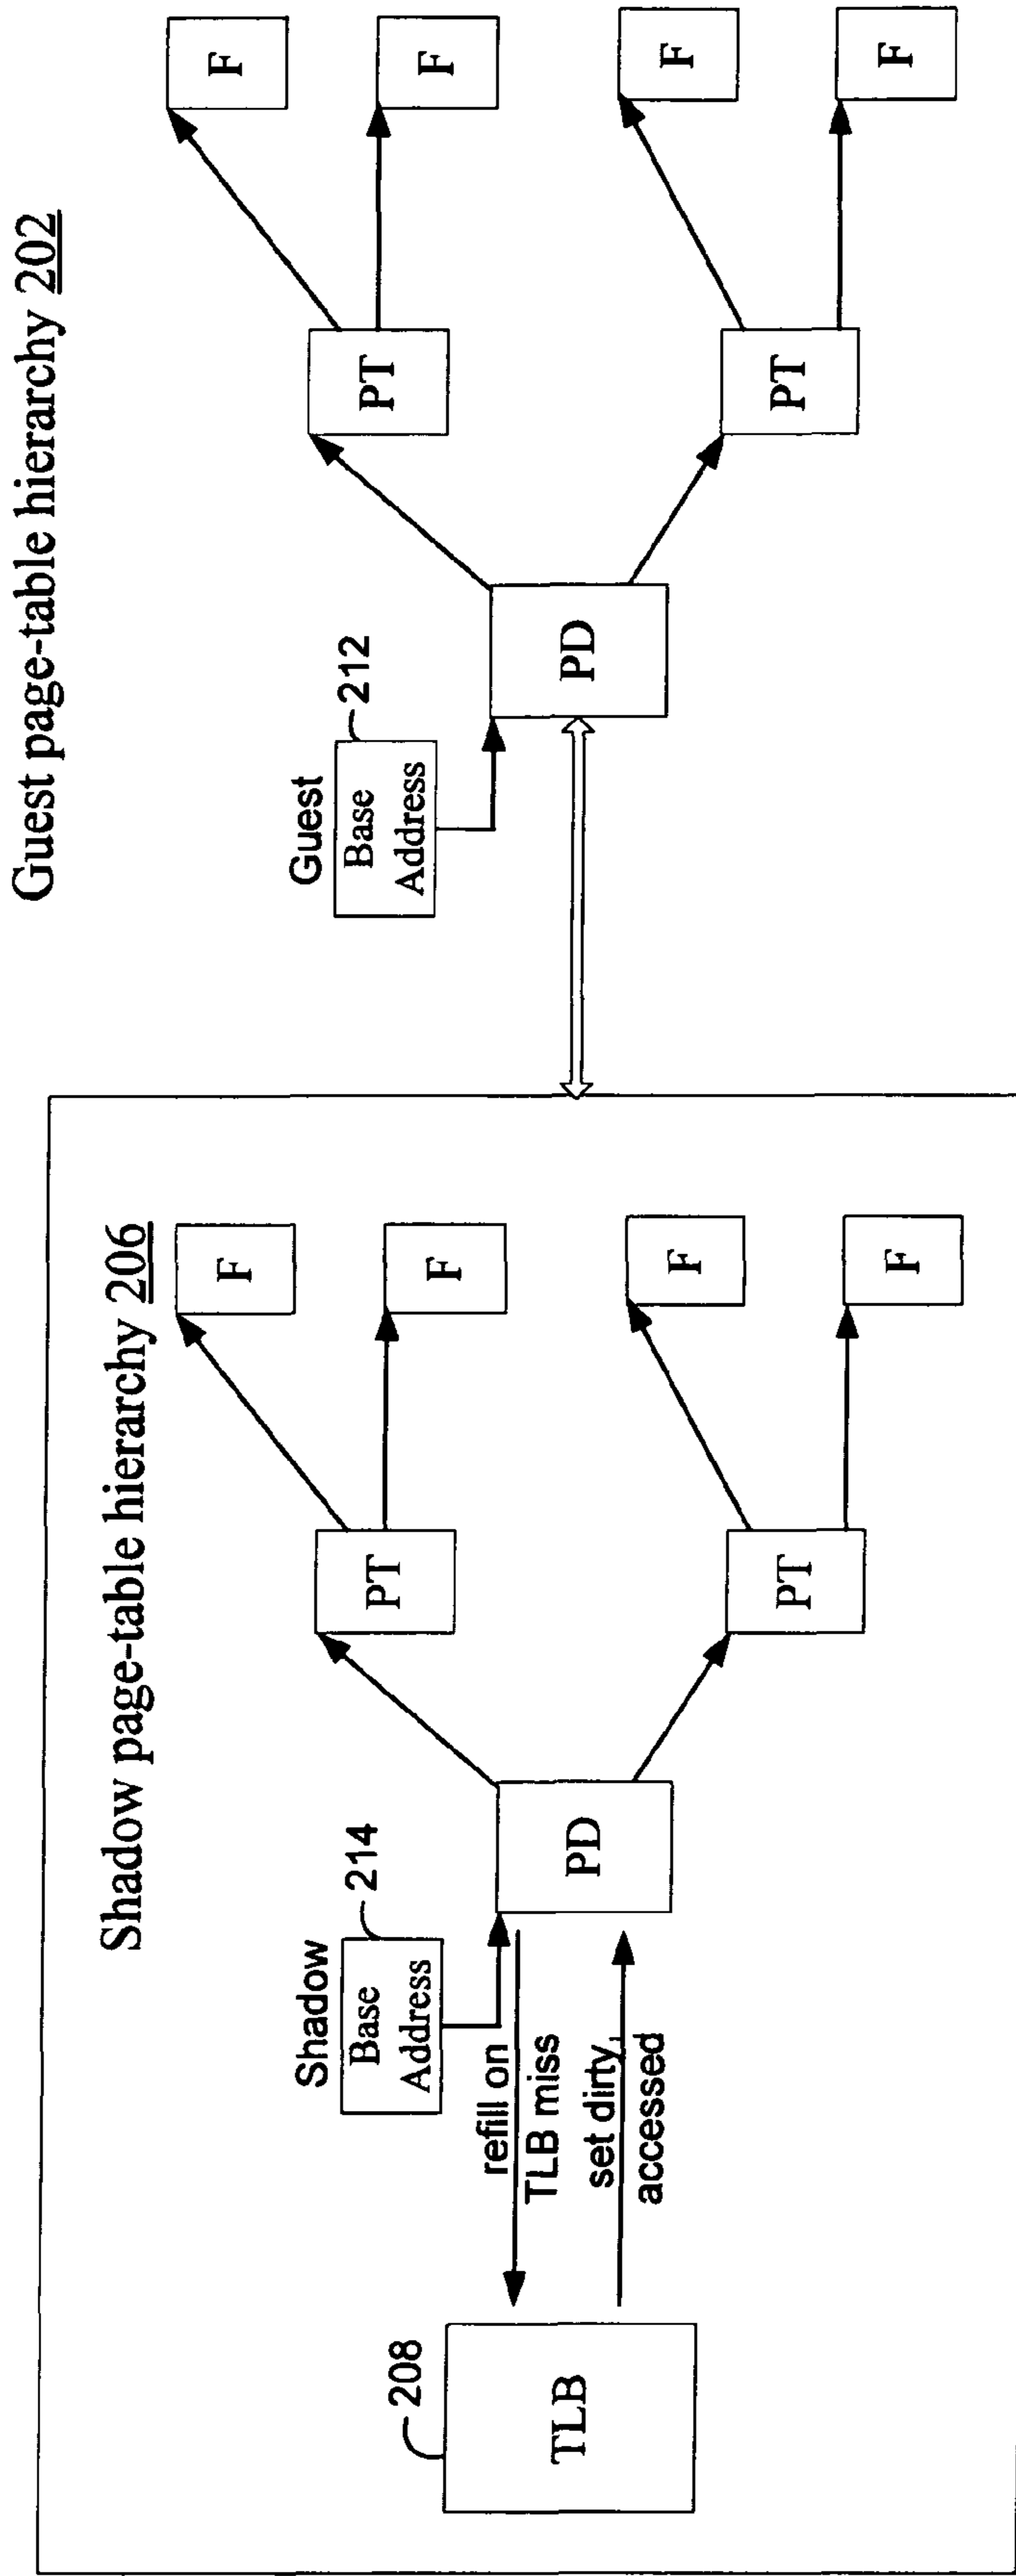 Guest page-table hierarchy 202
Guest
Base
Address
212
PD
PT
F
F
PT
F
F
Shadow page-table hierarchy 206
Shadow
Base
Address
214
PD
PT
F
F
PT
F
F
refill on
TLB miss
set dirty,
accessed
208
TLB